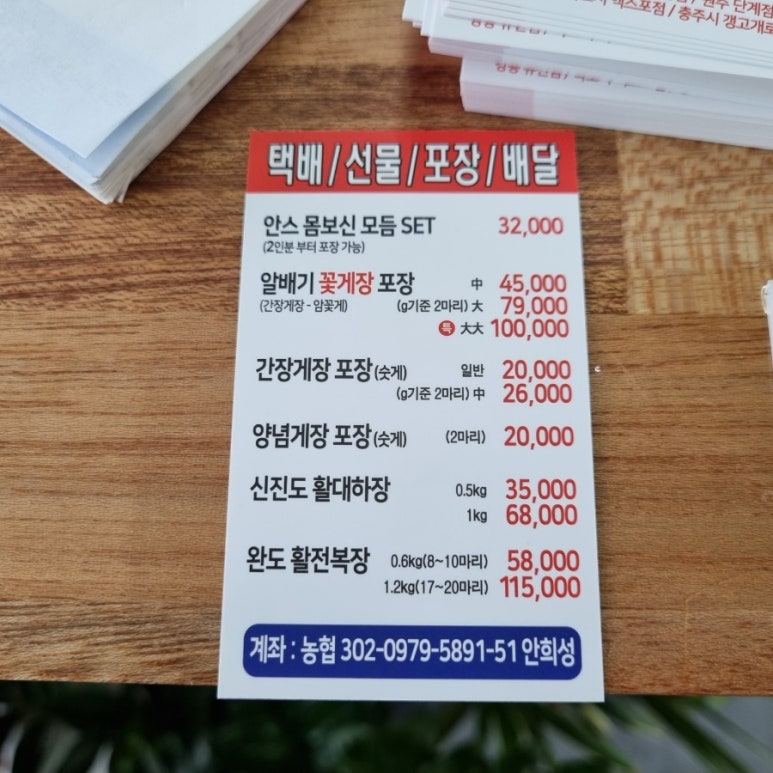 택배/선물/포장/배달
안스 몸보신 모듬 SET 32,000
(2인분 부터 포장 가능)
알배기 꽃게장 포장 中 45,000
(간장게장 - 암꽃게) (g기준 2마리) 大 79,000
특 大大 100,000
간장게장 포장(숫게) 일반 20,000
(g기준 2마리) 中 26,000
양념게장 포장(숫게) (2마리) 20,000
신진도 활대하장 0.5kg 35,000
1kg 68,000
완도 활전복장 0.6kg(8~10마리) 58,000
1.2kg(17~20마리) 115,000
계좌 : 농협 302-0979-5891-51 안희성